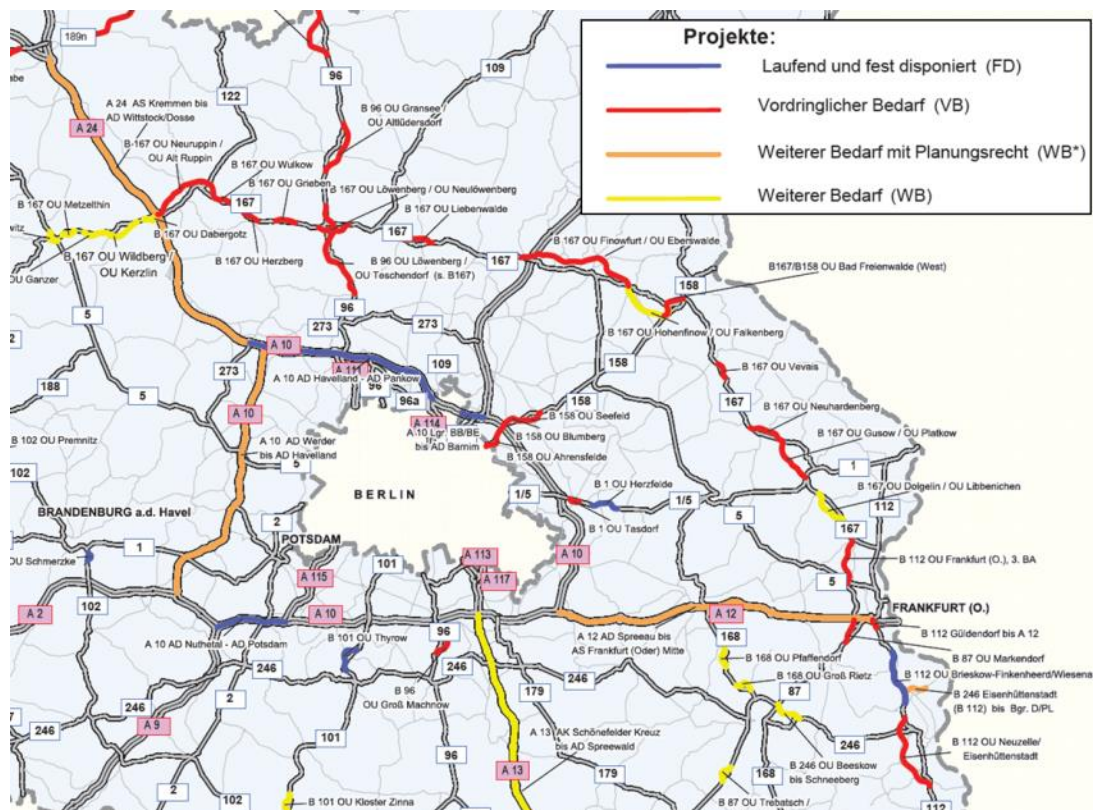 Projekte:
Laufend und fest disponiert (FD)
Vordringlicher Bedarf (VB)
Weiterer Bedarf mit Planungsrecht (WB*)
Weiterer Bedarf (WB)
189n
A 24 AS Kremmen bis
AD Wittstock/Dosse
122
96
109
A 24
B 96 OU Gransee /
OU Altlüdersdorf
B 167 OU Neuruppin /
OU Alt Ruppin
B 167 OU Wulkow
B 167 OU Grieben
B 167 OU Löwenberg / OU Neulöwenberg
B 167 OU Metzelthin
167
B 167 OU Liebenwalde
B 167 OU Dabergotz
167
B 167 OU Finowfurt / OU Eberswalde
B 167 OU Wildberg /
OU Kerzlin
B 167 OU Herzberg
B 96 OU Löwenberg /
OU Teschendorf (s. B167)
167
B167/B158 OU Bad Freienwalde (West)
OU Ganzer
158
5
96
273
273
B 167 OU Hohenfinow / OU Falkenberg
A 10
109
158
B 167 OU Vevais
188
5
273
A 111
A 10 AD Havelland - AD Pankow
96
96a
167
A 10
A 114
158
B 158 OU Seefeld
B 167 OU Neuhardenberg
B 102 OU Premnitz
A 10 AD Werder
bis AD Havelland
A 10 Lgr. BB/BE
bis AD Barnim
B 158 OU Blumberg
B 158 OU Ahrensfelde
B 167 OU Gusow / OU Platkow
5
1
102
BERLIN
1/5
B 1 OU Herzfelde
1/5
B 167 OU Dolgelin / OU Libbenichen
BRANDENBURG a.d. Havel
2
B 1 OU Tasdorf
5
112
167
POTSDAM
1
OU Schmerzke
A 113
A 10
B 112 OU Frankfurt (O.), 3. BA
101
A 115
A 117
5
A 2
102
A 10
A 12
FRANKFURT (O.)
A 10 AD Nuthetal - AD Potsdam
B 101 OU Thyrow
96
A 12 AD Spreeau bis
AS Frankfurt (Oder) Mitte
168
B 112 Güldendorf bis A 12
B 87 OU Markendorf
246
2
246
B 168 OU Pfaffendorf
B 112 OU Brieskow-Finkenheerd/Wiesena
B 96
OU Groß Machnow
179
246
B 168 OU Groß Rietz
87
B 246 Eisenhüttenstadt
(B 112) bis Bgr. D/PL
246
A 9
246
101
A 13 AK Schönefelder Kreuz
bis AD Spreewald
246
B 112 OU Neuzelle/
Eisenhüttenstadt
96
A 13
179
168
B 246 OU Beeskow
bis Schneeberg
2
102
B 101 OU Kloster Zinna
B 87 OU Trebatsch /
112